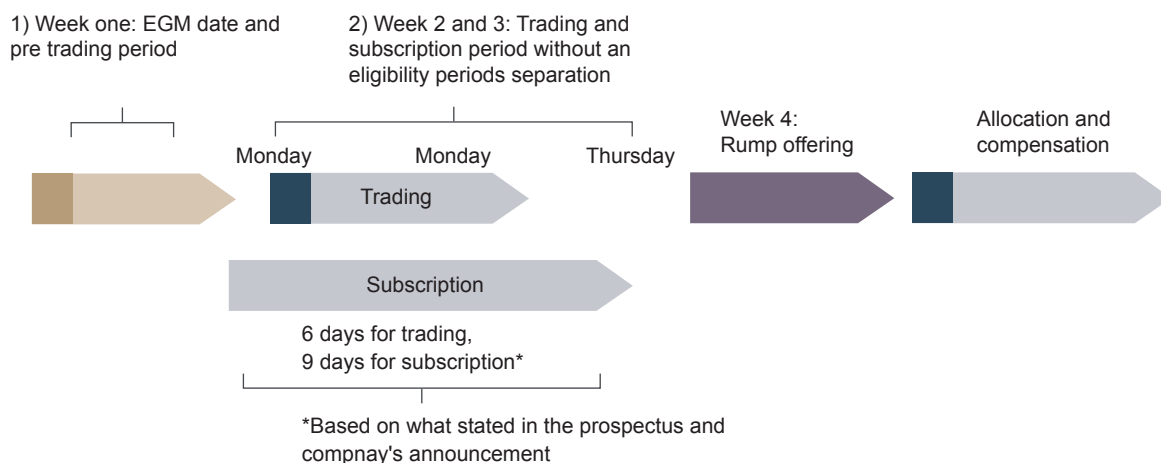 1) Week one: EGM date and
pre trading period
2) Week 2 and 3: Trading and
subscription period without an
eligibility periods separation
Week 4:
Rump offering
Allocation and
compensation
Monday
Monday
Thursday
Trading
Subscription
6 days for trading,
9 days for subscription*
*Based on what stated in the prospectus and
compnay's announcement